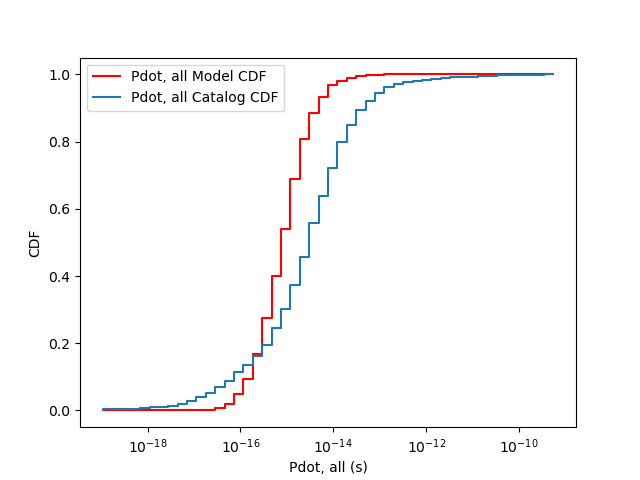 Pdot, all Model CDF
Pdot, all Catalog CDF
1.0
0.8
0.6
0.4
0.2
0.0
CDF
10⁻¹⁸
10⁻¹⁶
10⁻¹⁴
10⁻¹²
10⁻¹⁰
Pdot, all (s)